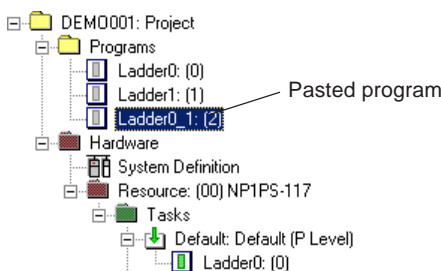 DEMO001: Project
Programs
Ladder0: (0)
Ladder1: (1)
Pasted program
Ladder0_1: (2)
Hardware
System Definition
Resource: (00) NP1PS-117
Tasks
Default: Default (P Level)
Ladder0: (0)